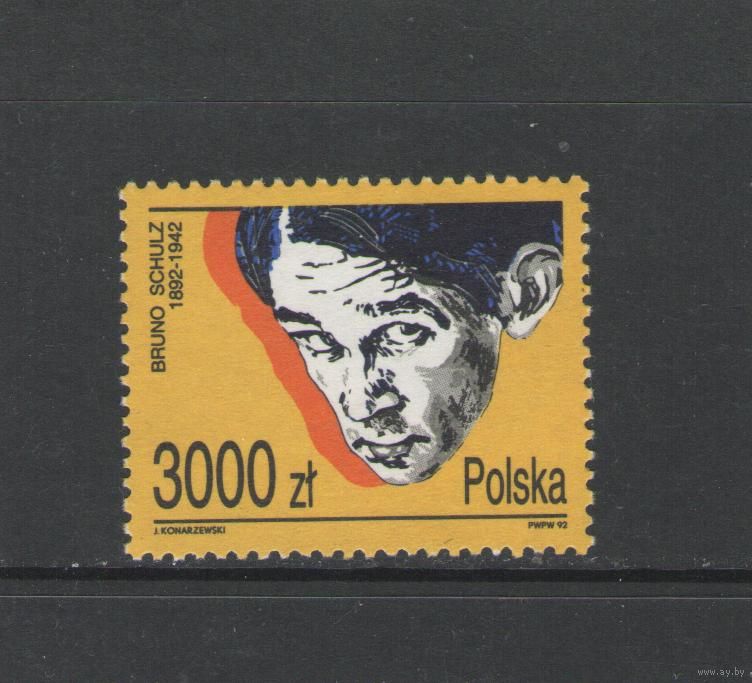 BRUNO SCHULZ
1892-1942
3000 zł
Polska
J. KONARZEWSKI
PWPW 92
www.ay.by